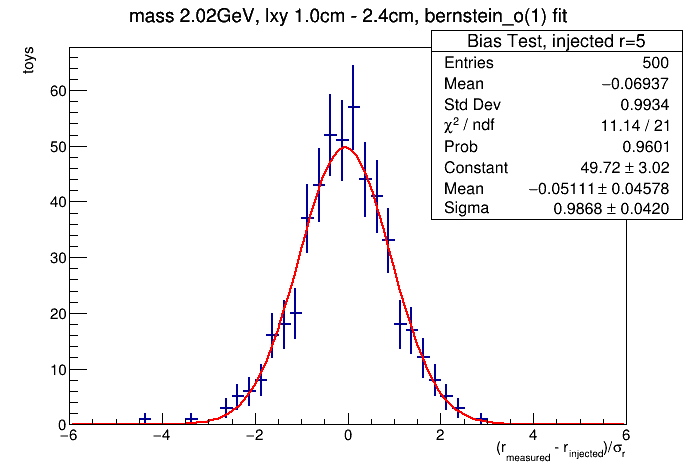 mass 2.02GeV, lxy 1.0cm - 2.4cm, bernstein_o(1) fit
Bias Test, injected r=5
Entries 500
Mean −0.06937
Std Dev 0.9934
χ² / ndf 11.14 / 21
Prob 0.9601
Constant 49.72 ± 3.02
Mean −0.05111 ± 0.04578
Sigma 0.9868 ± 0.0420
toys
60
50
40
30
20
10
0
−6 −4 −2 0 2 4 6
(r_measured - r_injected)/σ_r